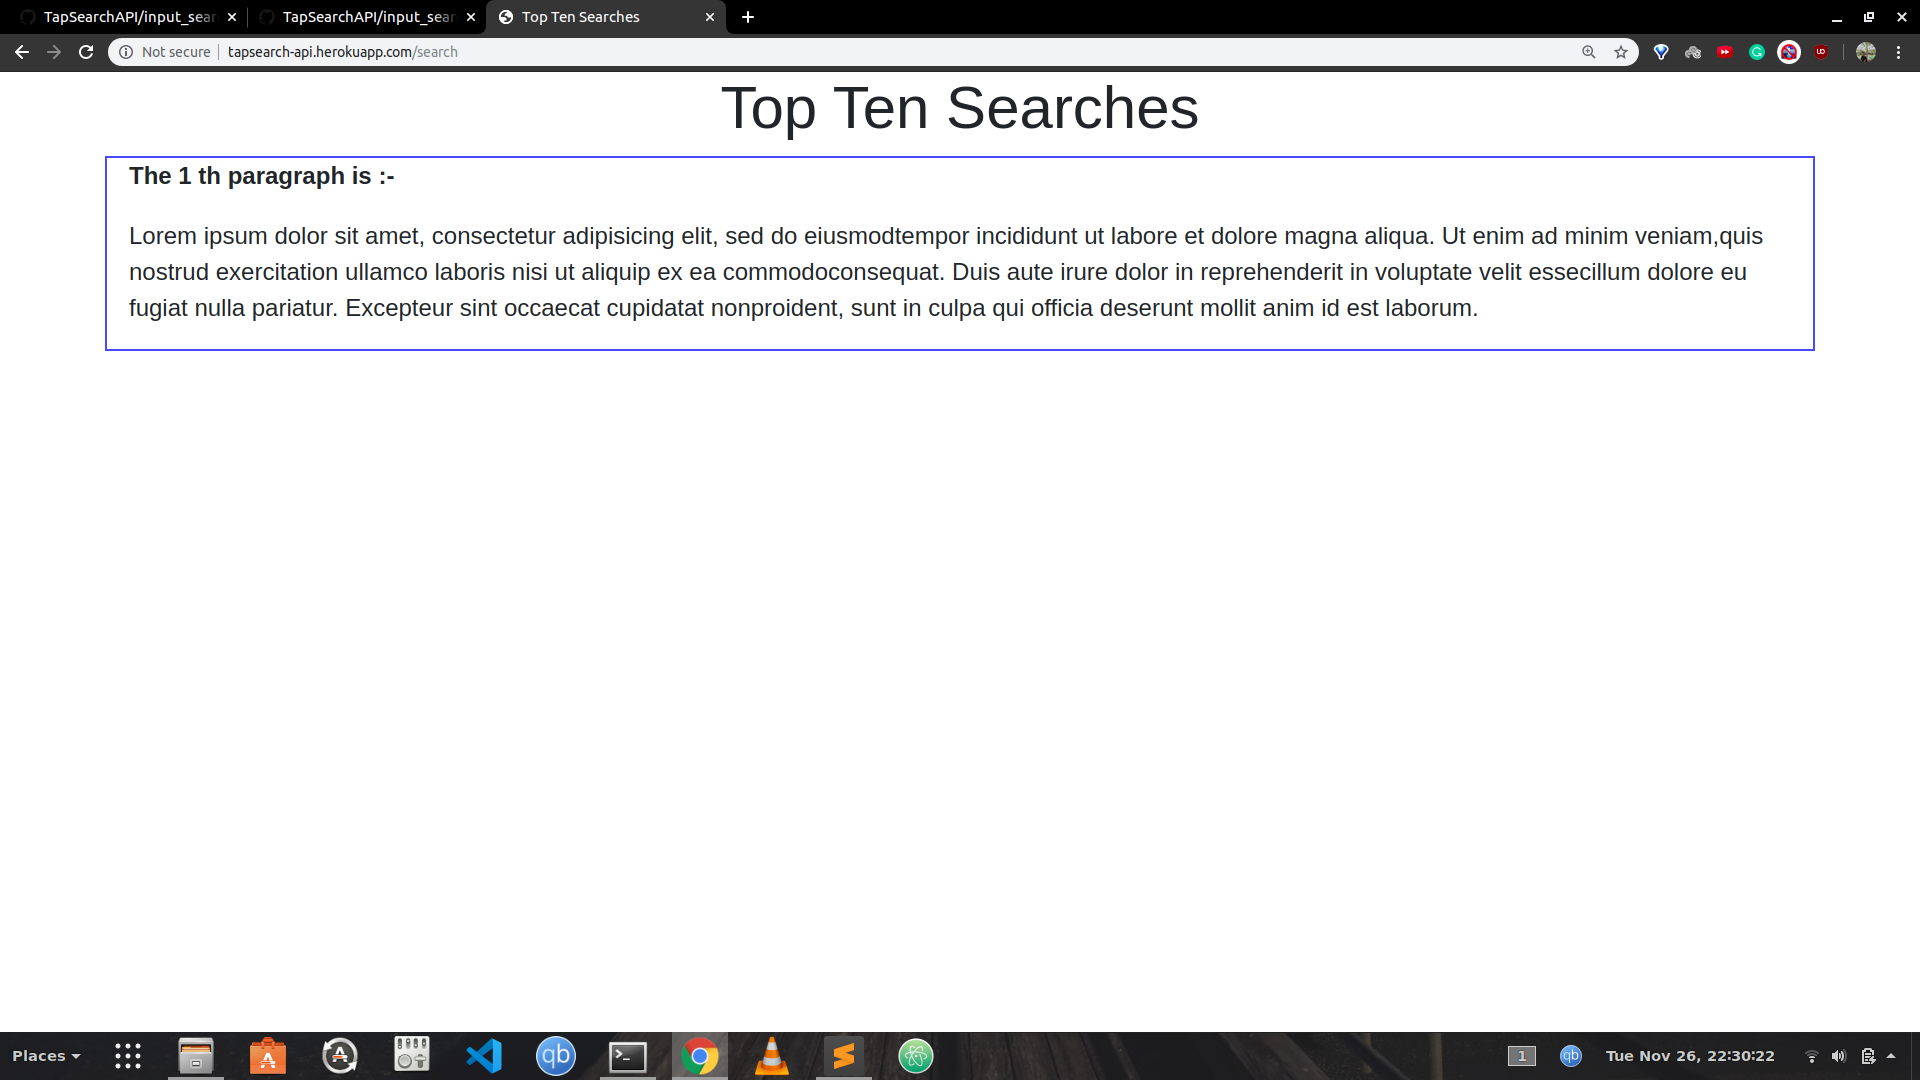 TapSearchAPI/input_sear
TapSearchAPI/input_sear
Top Ten Searches
Not secure
tapsearch-api.herokuapp.com/search
Top Ten Searches
The 1 th paragraph is :-
Lorem ipsum dolor sit amet, consectetur adipisicing elit, sed do eiusmodtempor incididunt ut labore et dolore magna aliqua. Ut enim ad minim veniam,quis
nostrud exercitation ullamco laboris nisi ut aliquip ex ea commodoconsequat. Duis aute irure dolor in reprehenderit in voluptate velit essecillum dolore eu
fugiat nulla pariatur. Excepteur sint occaecat cupidatat nonproident, sunt in culpa qui officia deserunt mollit anim id est laborum.
Places
qb
1
qb
Tue Nov 26, 22:30:22